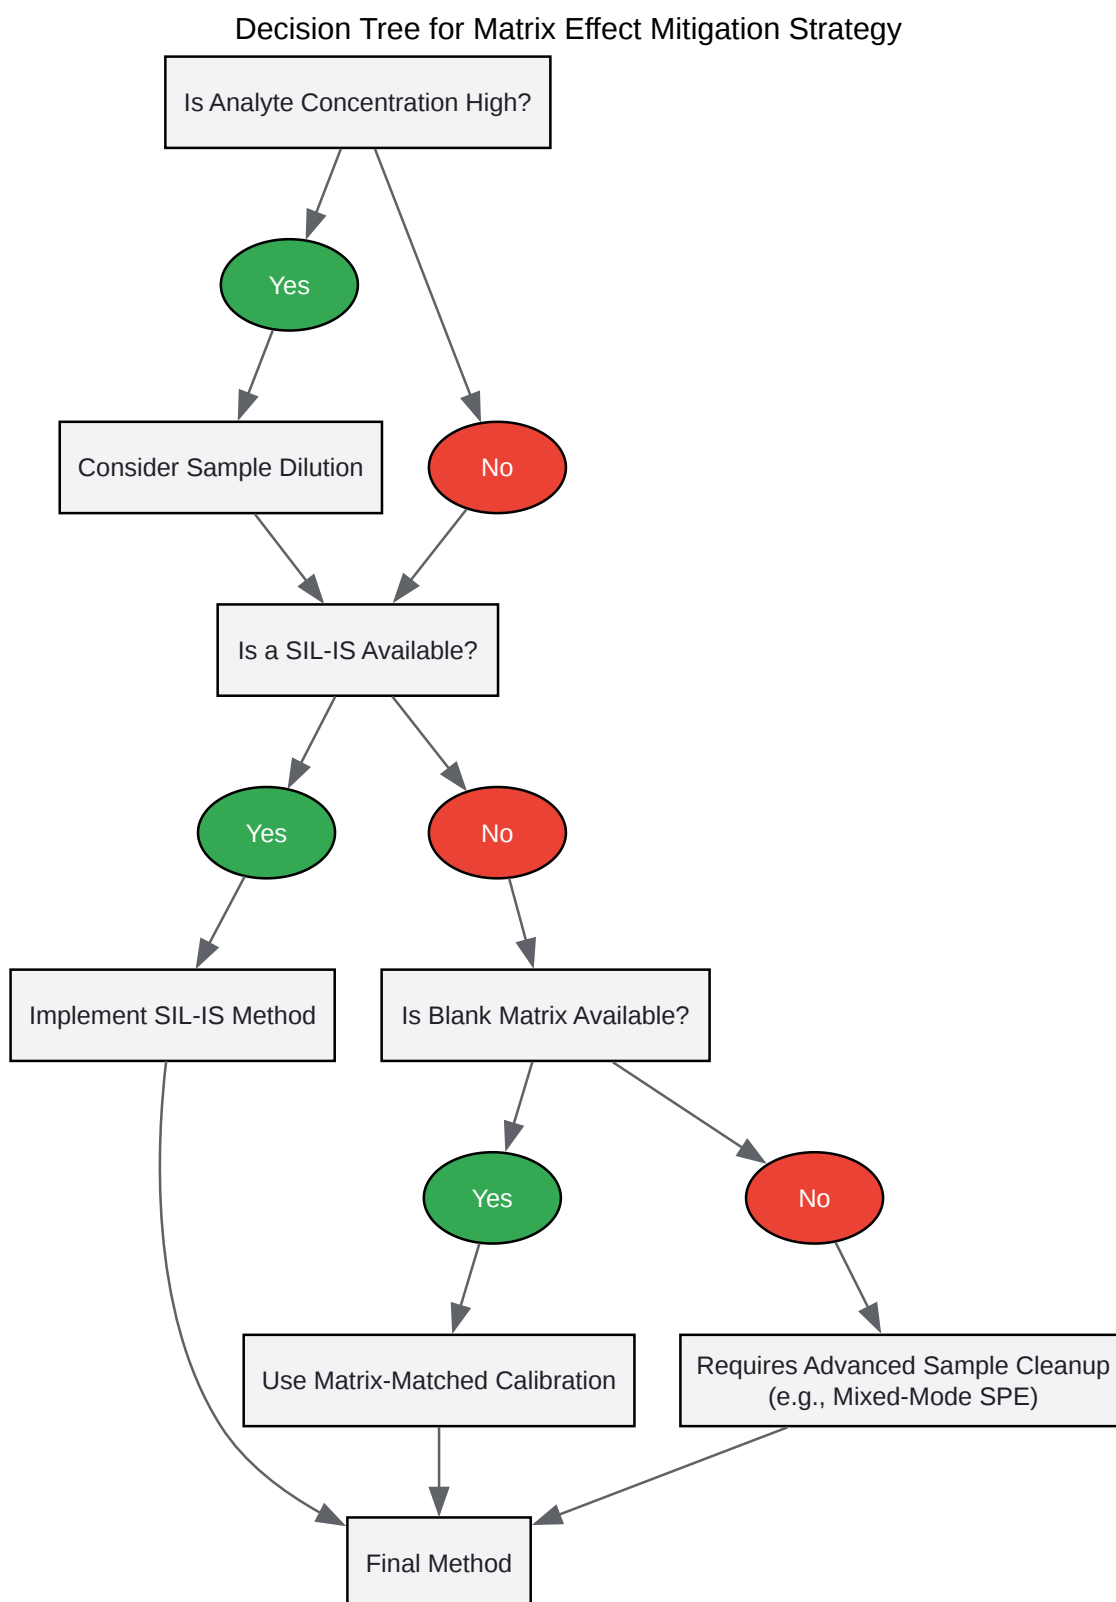 Decision Tree for Matrix Effect Mitigation Strategy
Is Analyte Concentration High?
Yes
Consider Sample Dilution
No
Is a SIL-IS Available?
Yes
No
Implement SIL-IS Method
Is Blank Matrix Available?
Yes
No
Use Matrix-Matched Calibration
Requires Advanced Sample Cleanup
(e.g., Mixed-Mode SPE)
Final Method